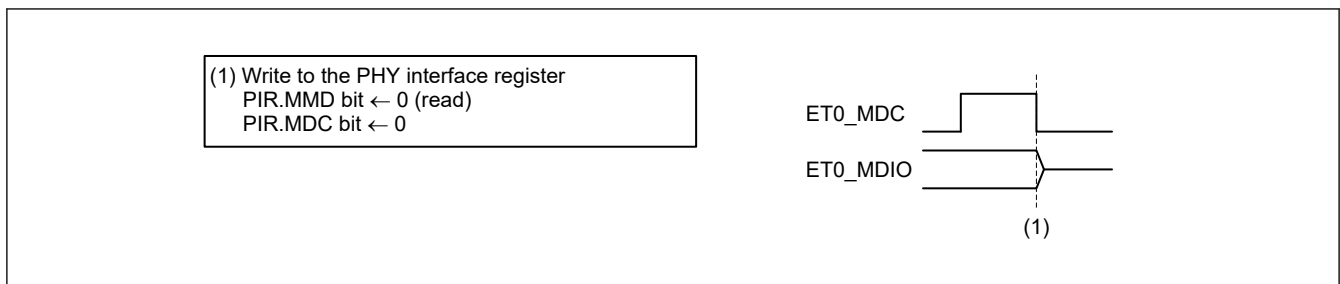 (1) Write to the PHY interface register
PIR.MMD bit ← 0 (read)
PIR.MDC bit ← 0
ET0_MDC
ET0_MDIO
(1)